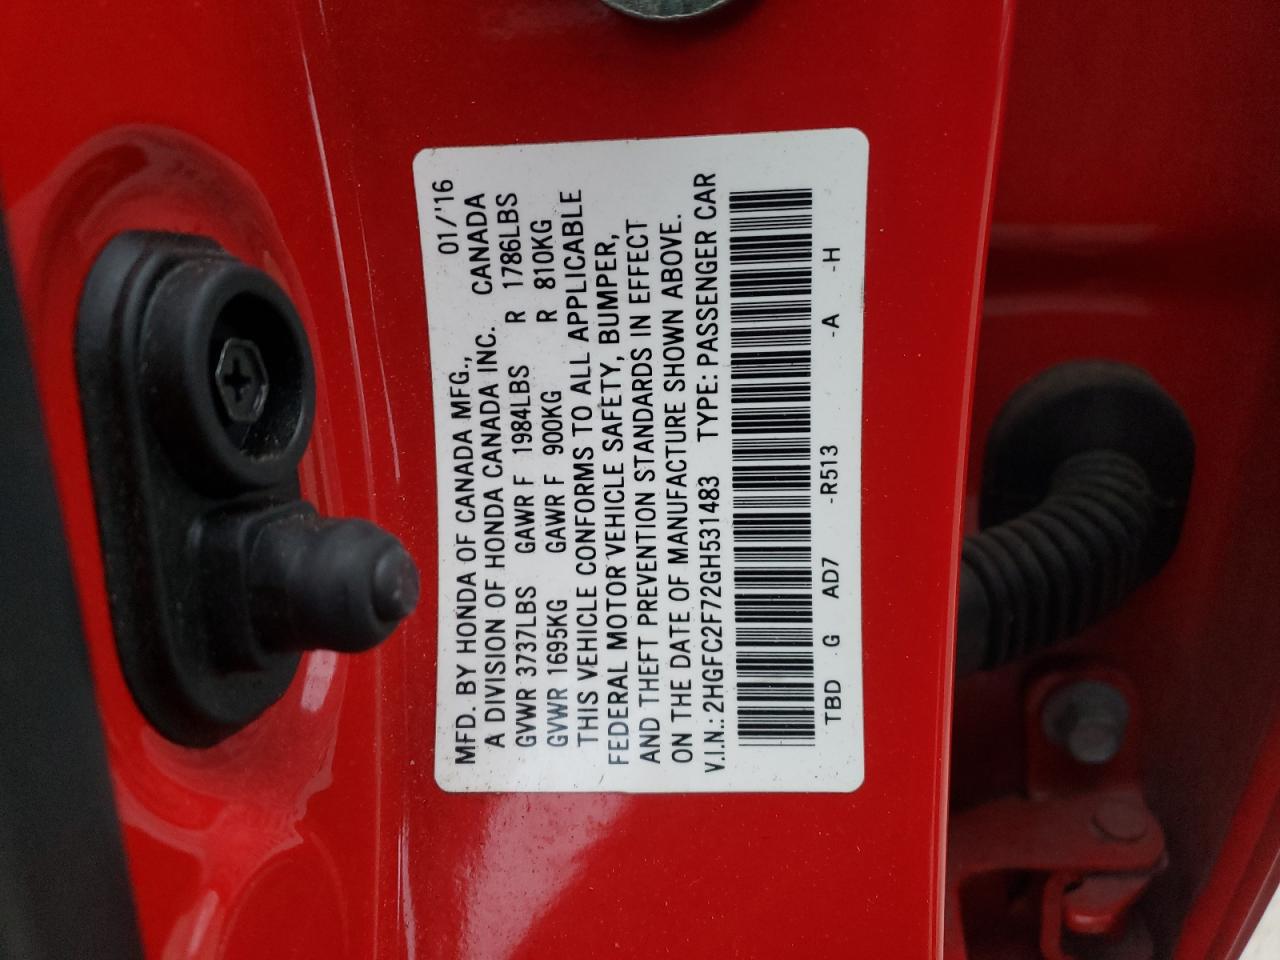 MFD. BY HONDA OF CANADA MFG., 01/'16
A DIVISION OF HONDA CANADA INC. CANADA
GVWR 3737LBS GAWR F 1984LBS R 1786LBS
GVWR 1695KG GAWR F 900KG R 810KG
THIS VEHICLE CONFORMS TO ALL APPLICABLE
FEDERAL MOTOR VEHICLE SAFETY, BUMPER,
AND THEFT PREVENTION STANDARDS IN EFFECT
ON THE DATE OF MANUFACTURE SHOWN ABOVE.
V.I.N.: 2HGFC2F72GH531483 TYPE: PASSENGER CAR
TBD G AD7 -R513 -A -H